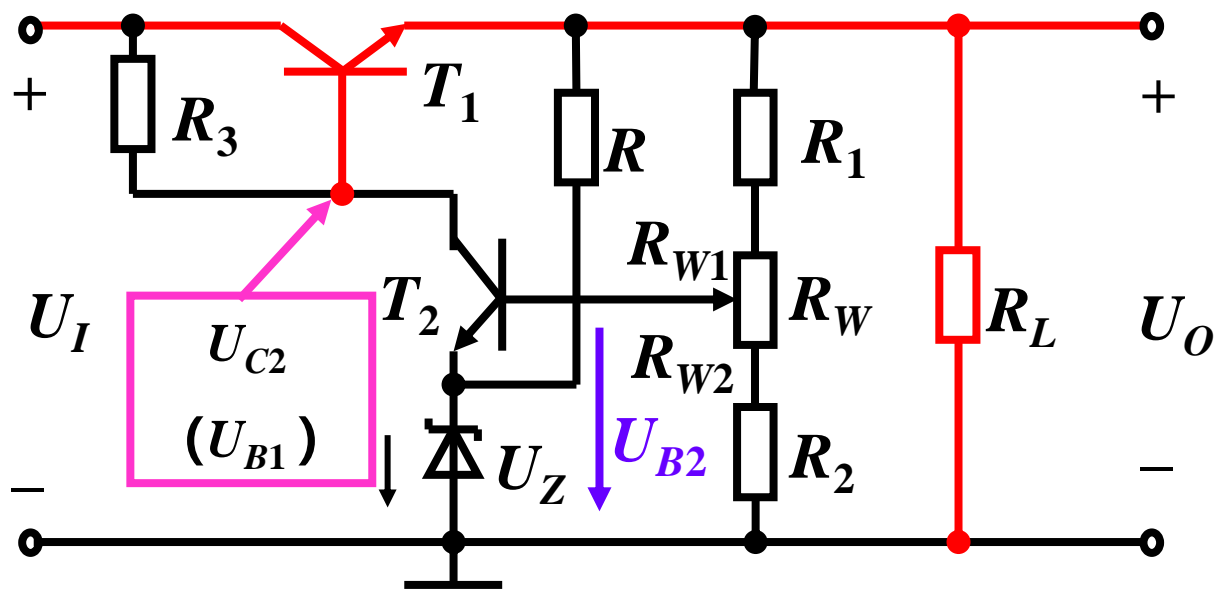 +
R3
T1
R
R1
+
RW1
UI
UC2
(UB1)
T2
RW
RL
UO
RW2
UZ
UB2
R2
–
–